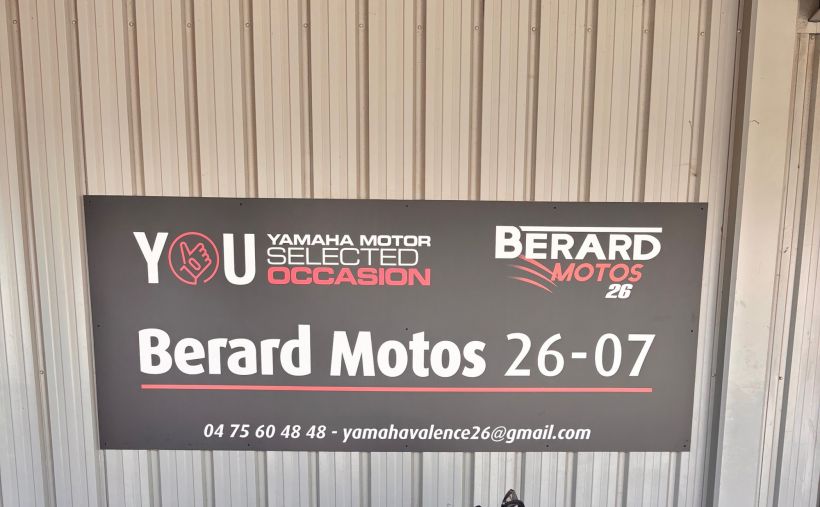 YOU
YAMAHA MOTOR
SELECTED
OCCASION
BERARD
MOTOS
26
Berard Motos 26-07
04 75 60 48 48 - yamahavalence26@gmail.com